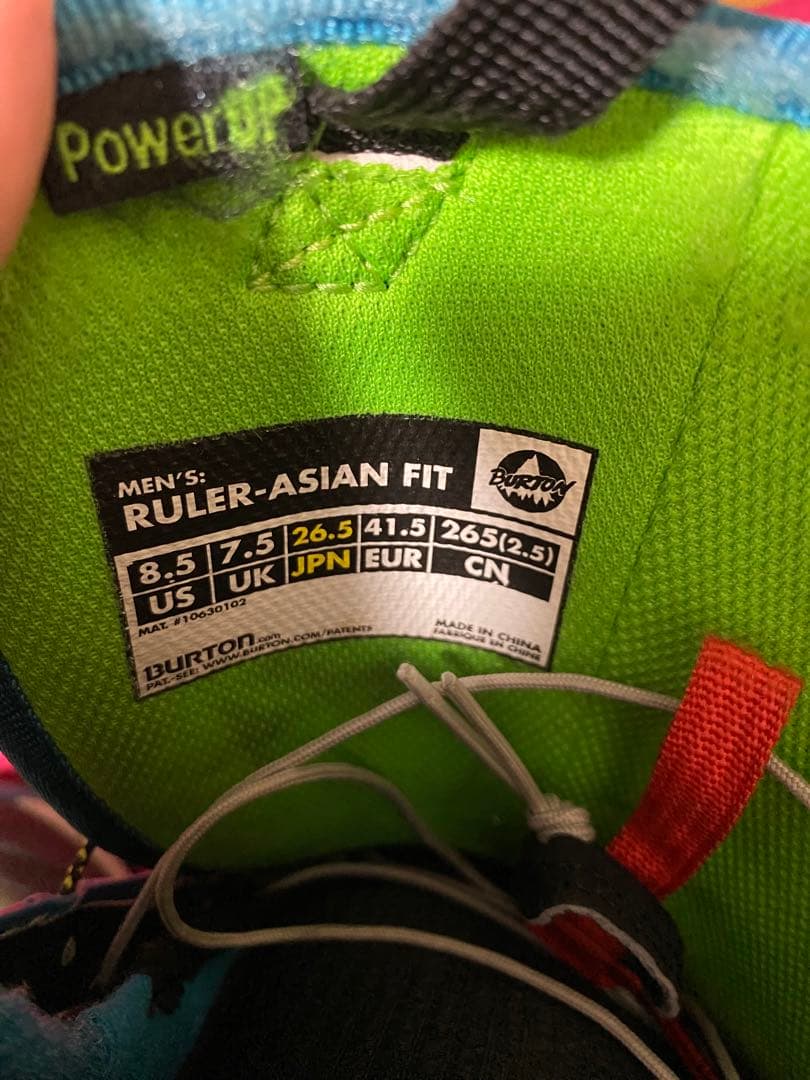 PowerUP
MEN'S:
RULER-ASIAN FIT
BURTON
8.5 7.5 26.5 41.5 265(2.5)
US UK JPN EUR CN
MAT. #10630102
BURTON.com
PAT.-SEE: WWW.BURTON.COM/PATENTS
MADE IN CHINA
FABRIQUE EN CHINE